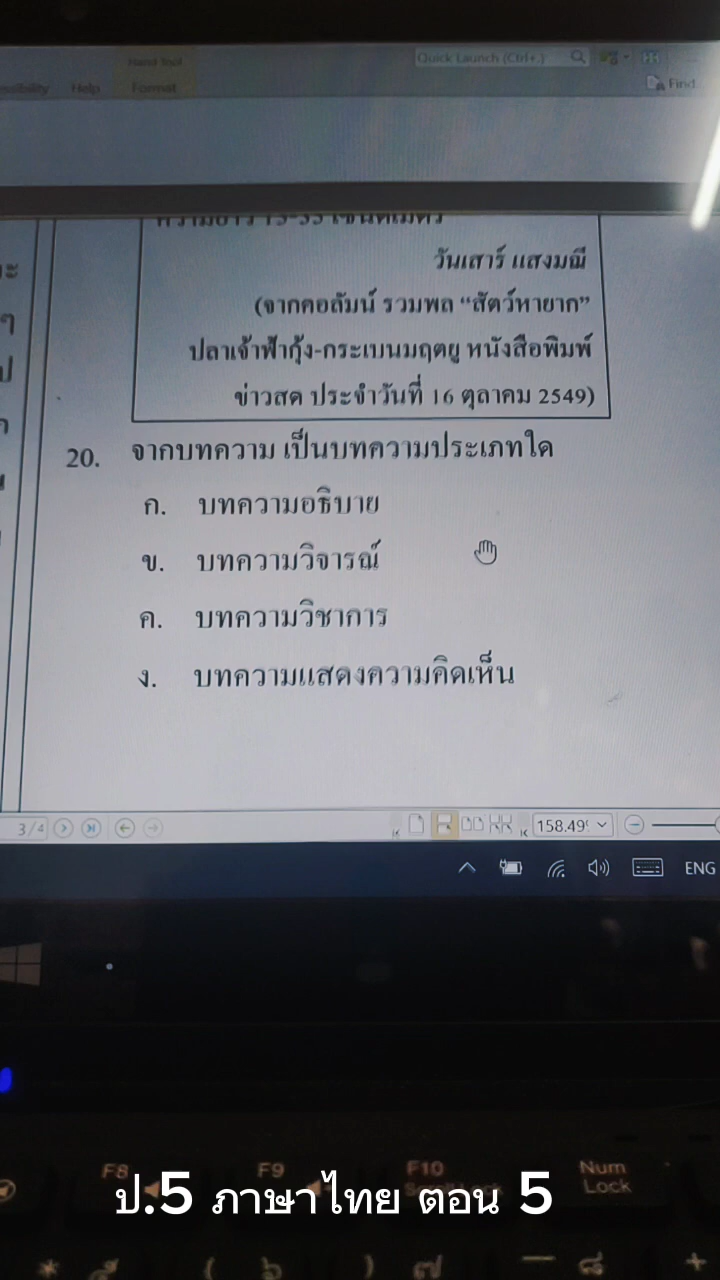 Hand Tool
Quick Launch (Ctrl+.)
Help
Format
Find
วันเสาร์ แสงมณี
(จากคอลัมน์ รวมพล “สัตว์หายาก”
ปลาเจ้าฟ้ากุ้ง-กระเบนมฤตยู หนังสือพิมพ์
ข่าวสด ประจำวันที่ 16 ตุลาคม 2549)
20. จากบทความ เป็นบทความประเภทใด
ก. บทความอธิบาย
ข. บทความวิจารณ์
ค. บทความวิชาการ
ง. บทความแสดงความคิดเห็น
3/4
158.49%
ENG
F8 F9 F10 Num Lock
ป.5 ภาษาไทย ตอน 5